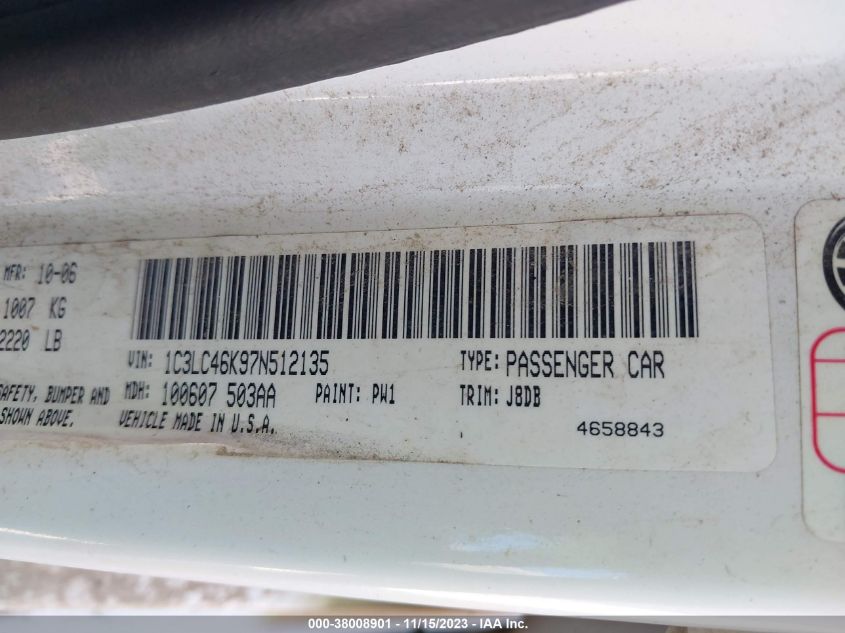 MFR: 10-06
1007 KG
2220 LB
VIN: 1C3LC46K97N512135 TYPE: PASSENGER CAR
SAFETY, BUMPER AND MDH: 100607 503AA PAINT: PW1 TRIM: J8DB
SHOWN ABOVE. VEHICLE MADE IN U.S.A. 4658843
000-38008901 - 11/15/2023 - IAA Inc.